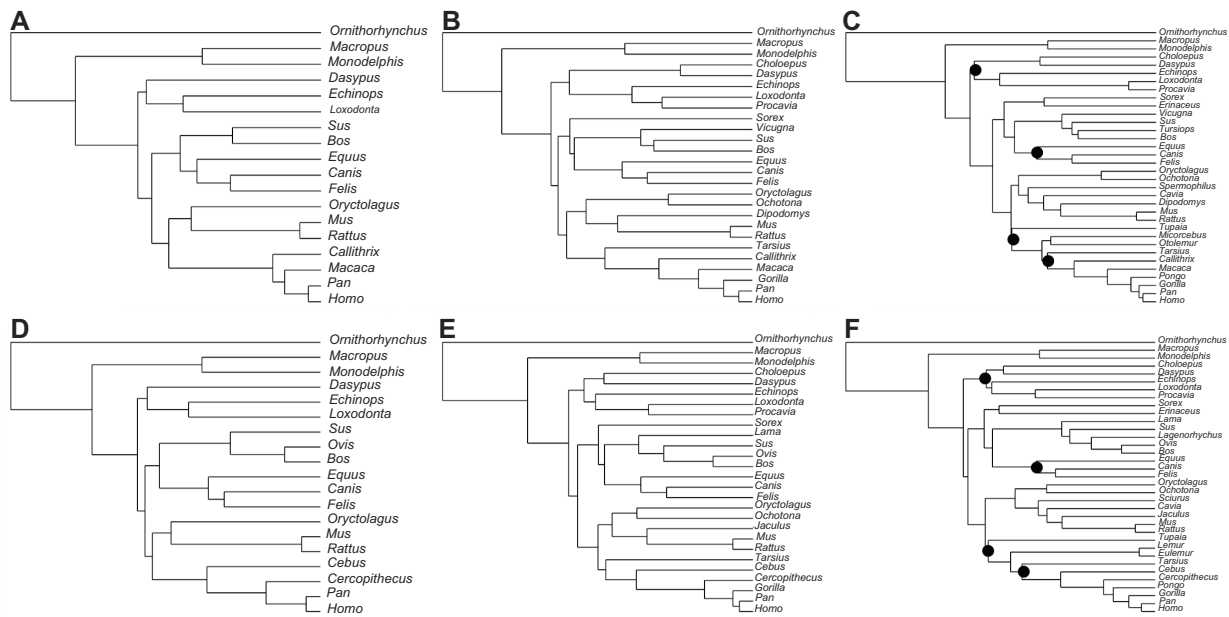 A
Ornithorhynchus
Macropus
Monodelphis
Dasypus
Echinops
Loxodonta
Sus
Bos
Equus
Canis
Felis
Oryctolagus
Mus
Rattus
Callithrix
Macaca
Pan
Homo
B
Ornithorhynchus
Macropus
Monodelphis
Choloepus
Dasypus
Echinops
Loxodonta
Procavia
Sorex
Vicugna
Sus
Bos
Equus
Canis
Felis
Oryctolagus
Ochotona
Dipodomys
Mus
Rattus
Tarsius
Callithrix
Macaca
Gorilla
Pan
Homo
C
Ornithorhynchus
Macropus
Monodelphis
Choloepus
Dasypus
Echinops
Loxodonta
Procavia
Sorex
Erinaceus
Vicugna
Sus
Tursiops
Bos
Equus
Canis
Felis
Oryctolagus
Ochotona
Spermophilus
Cavia
Dipodomys
Mus
Rattus
Tupaia
Micorcebus
Otolemur
Tarsius
Callithrix
Macaca
Pongo
Gorilla
Pan
Homo
D
Ornithorhynchus
Macropus
Monodelphis
Dasypus
Echinops
Loxodonta
Sus
Ovis
Bos
Equus
Canis
Felis
Oryctolagus
Mus
Rattus
Cebus
Cercopithecus
Pan
Homo
E
Ornithorhynchus
Macropus
Monodelphis
Choloepus
Dasypus
Echinops
Loxodonta
Procavia
Sorex
Lama
Sus
Ovis
Bos
Equus
Canis
Felis
Oryctolagus
Ochotona
Jaculus
Mus
Rattus
Tarsius
Cebus
Cercopithecus
Gorilla
Pan
Homo
F
Ornithorhynchus
Macropus
Monodelphis
Choloepus
Dasypus
Echinops
Loxodonta
Procavia
Sorex
Erinaceus
Lama
Sus
Lagenorhychus
Ovis
Bos
Equus
Canis
Felis
Oryctolagus
Ochotona
Sciurus
Cavia
Jaculus
Mus
Rattus
Tupaia
Lemur
Eulemur
Tarsius
Cebus
Cercopithecus
Pongo
Gorilla
Pan
Homo